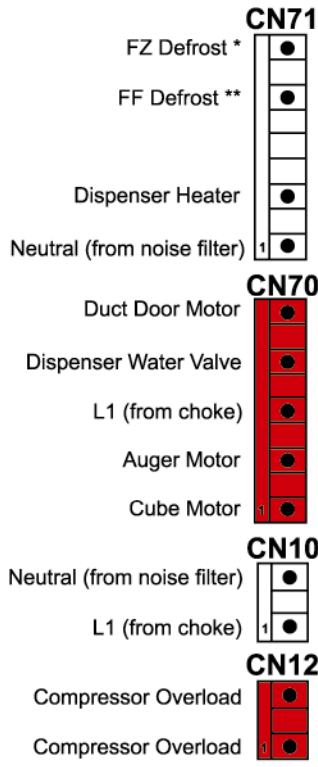 CN71
FZ Defrost *
FF Defrost **
Dispenser Heater
Neutral (from noise filter) 1
CN70
Duct Door Motor
Dispenser Water Valve
L1 (from choke)
Auger Motor
Cube Motor 1
CN10
Neutral (from noise filter)
L1 (from choke) 1
CN12
Compressor Overload
Compressor Overload 1